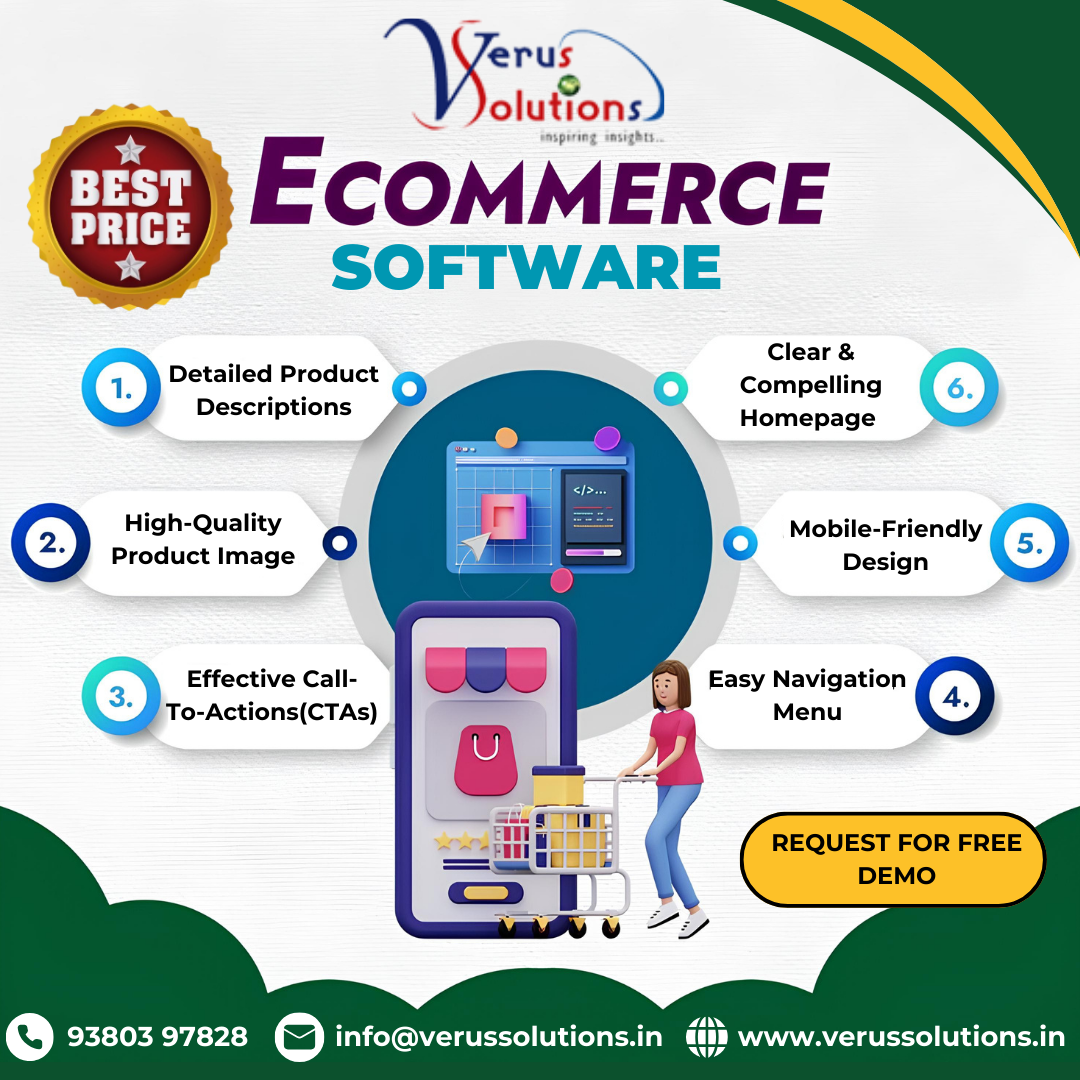 Verus
Solutions
inspiring insights..
BEST
PRICE
ECOMMERCE
SOFTWARE
1.
Detailed Product
Descriptions
2.
High-Quality
Product Image
3.
Effective Call-
To-Actions(CTAs)
Clear &
Compelling
Homepage
6.
Mobile-Friendly
Design
5.
Easy Navigation
Menu
4.
</>...
REQUEST FOR FREE
DEMO
93380 97828
info@verussolutions.in
www.verussolutions.in